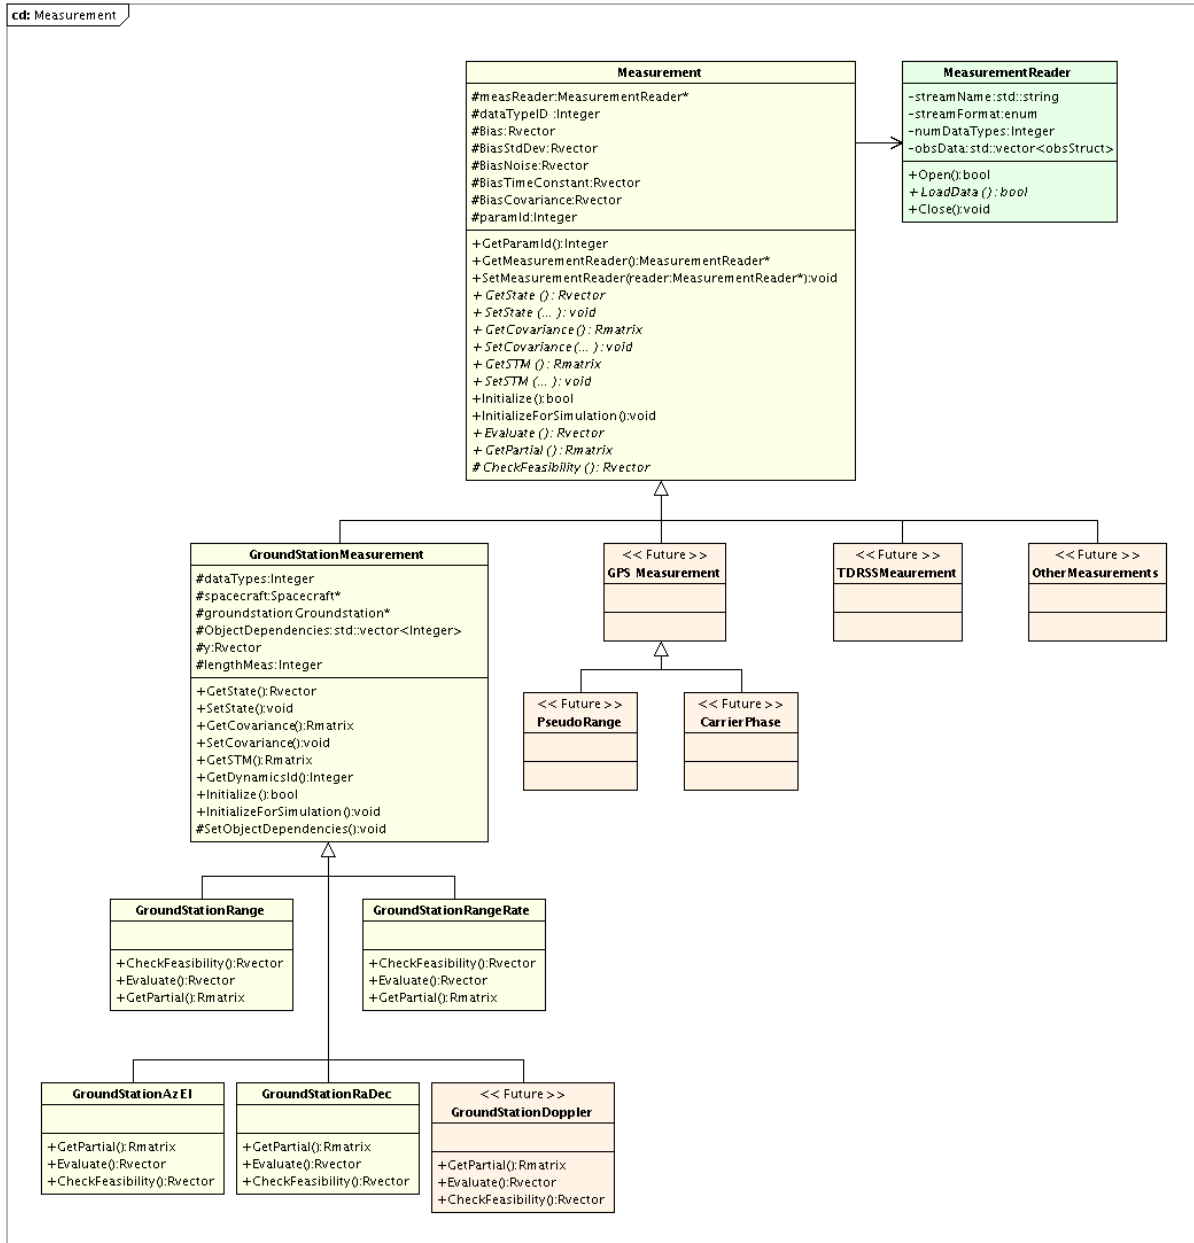 cd: Measurement
Measurement
#measReader:MeasurementReader*
#dataTypeID :Integer
#Bias:Rvector
#BiasStdDev:Rvector
#BiasNoise:Rvector
#BiasTimeConstant:Rvector
#BiasCovariance:Rvector
#paramId:Integer
+GetParamId():Integer
+GetMeasurementReader():MeasurementReader*
+SetMeasurementReader(reader:MeasurementReader*):void
+ GetState (): Rvector
+ SetState (... ): void
+ GetCovariance (): Rmatrix
+ SetCovariance (... ): void
+ GetSTM (): Rmatrix
+ SetSTM (... ): void
+Initialize ():bool
+InitializeForSimulation():void
+ Evaluate (): Rvector
+ GetPartial (): Rmatrix
# CheckFeasibility (): Rvector
MeasurementReader
-streamName:std::string
-streamFormat:enum
-numDataTypes:Integer
-obsData:std::vector<obsStruct>
+Open():bool
+ LoadData (): bool
+Close():void
GroundStationMeasurement
#dataTypes:Integer
#spacecraft:Spacecraft*
#groundstation:Groundstation*
#ObjectDependencies:std::vector<Integer>
#y:Rvector
#lengthMeas:Integer
+GetState():Rvector
+SetState():void
+GetCovariance():Rmatrix
+SetCovariance():void
+GetSTM():Rmatrix
+GetDynamicsId():Integer
+Initialize ():bool
+InitializeForSimulation():void
#SetObjectDependencies():void
<< Future >>
GPS Measurement
<< Future >>
TDRSSMeaurement
<< Future >>
OtherMeasurements
<< Future >>
PseudoRange
<< Future >>
CarrierPhase
GroundStationRange
+CheckFeasibility():Rvector
+Evaluate():Rvector
+GetPartial():Rmatrix
GroundStationRangeRate
+CheckFeasibility():Rvector
+Evaluate():Rvector
+GetPartial():Rmatrix
GroundStationAzEl
+GetPartial():Rmatrix
+Evaluate():Rvector
+CheckFeasibility():Rvector
GroundStationRaDec
+GetPartial():Rmatrix
+Evaluate():Rvector
+CheckFeasibility():Rvector
<< Future >>
GroundStationDoppler
+GetPartial():Rmatrix
+Evaluate():Rvector
+CheckFeasibility():Rvector